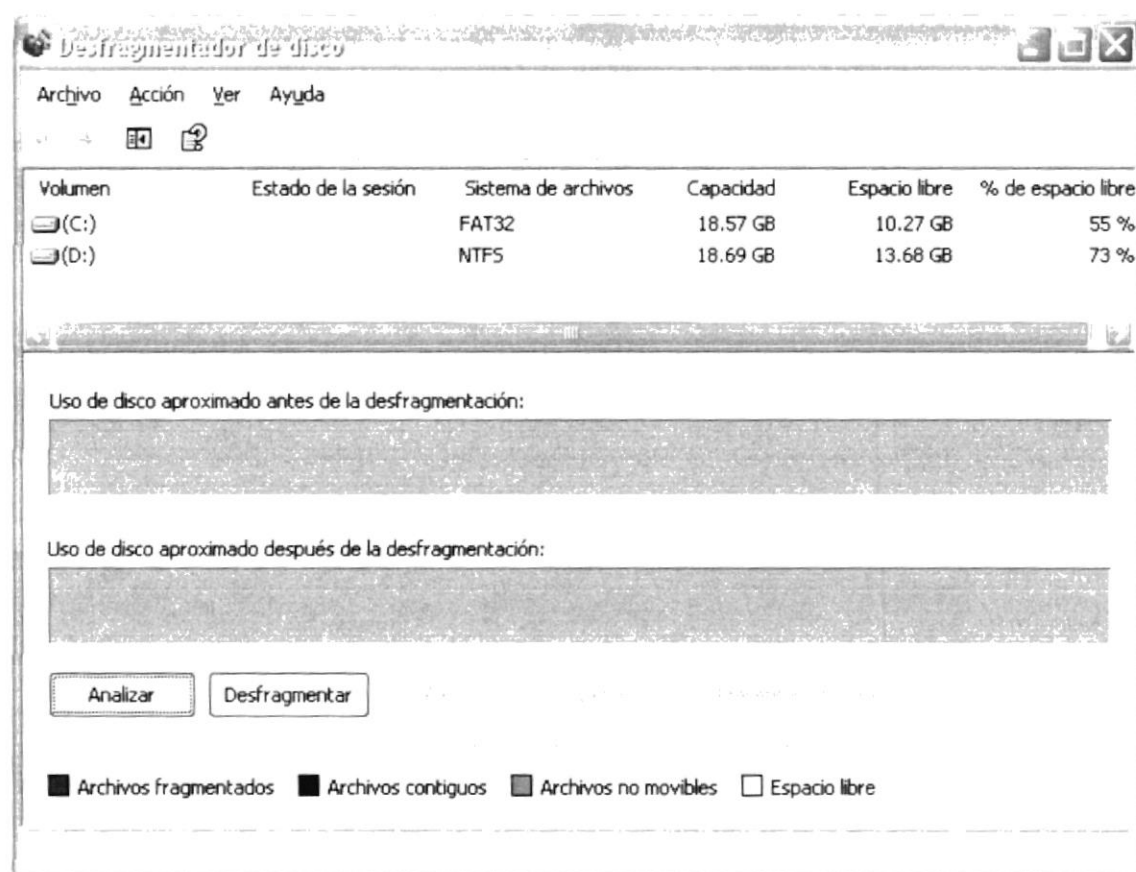 Desfragmentador de disco
Archivo Acción Ver Ayuda
Volumen Estado de la sesión Sistema de archivos Capacidad Espacio libre % de espacio libre
(C:) FAT32 18.57 GB 10.27 GB 55 %
(D:) NTFS 18.69 GB 13.68 GB 73 %
Uso de disco aproximado antes de la desfragmentación:
Uso de disco aproximado después de la desfragmentación:
Analizar Desfragmentar
Archivos fragmentados Archivos contiguos Archivos no movibles Espacio libre